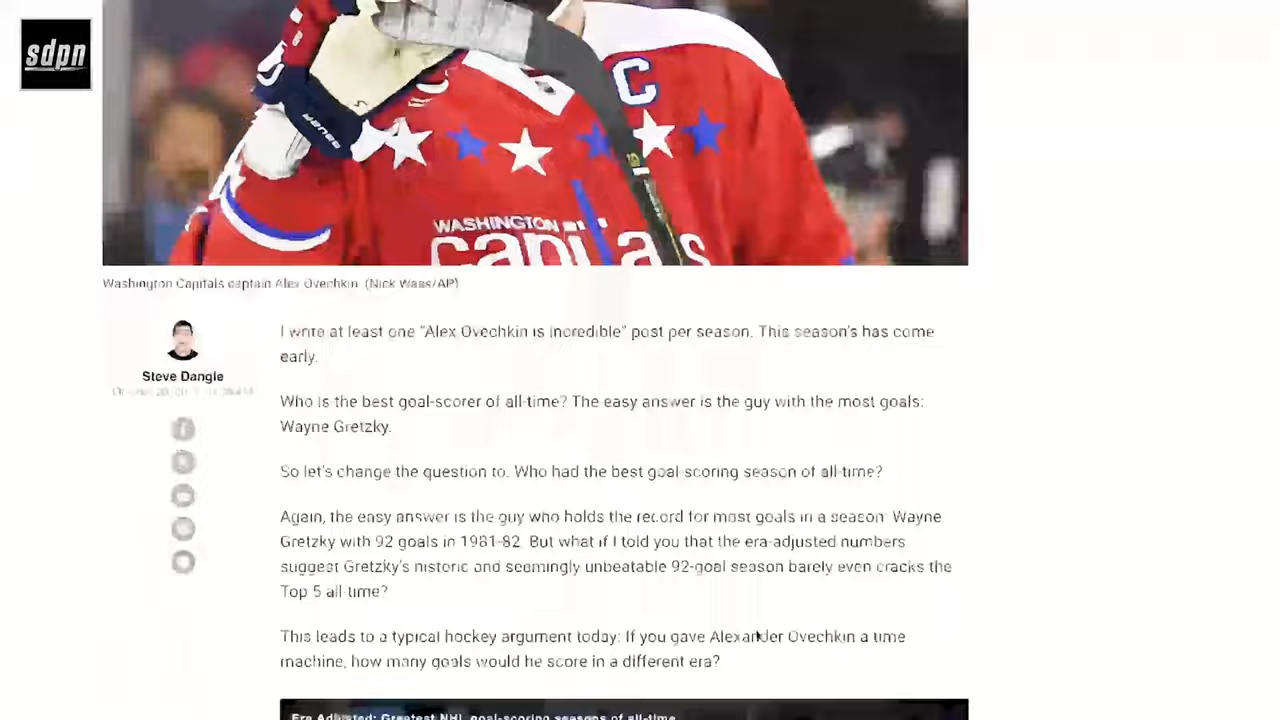 sdpn
C
BAUER
WASHINGTON
capitals
Washington Capitals captain Alex Ovechkin. (Nick Wass/AP)
Steve Dangle
I write at least one “Alex Ovechkin is incredible” post per season. This season's has come
early.
Who is the best goal-scorer of all-time? The easy answer is the guy with the most goals:
Wayne Gretzky.
So let's change the question to: Who had the best goal-scoring season of all-time?
Again, the easy answer is the guy who holds the record for most goals in a season: Wayne
Gretzky with 92 goals in 1981-82. But what if I told you that the era-adjusted numbers
suggest Gretzky's historic and seemingly unbeatable 92-goal season barely even cracks the
Top 5 all-time?
This leads to a typical hockey argument today: If you gave Alexander Ovechkin a time
machine, how many goals would he score in a different era?
Era Adjusted: Greatest NHL goal-scoring seasons of all-time